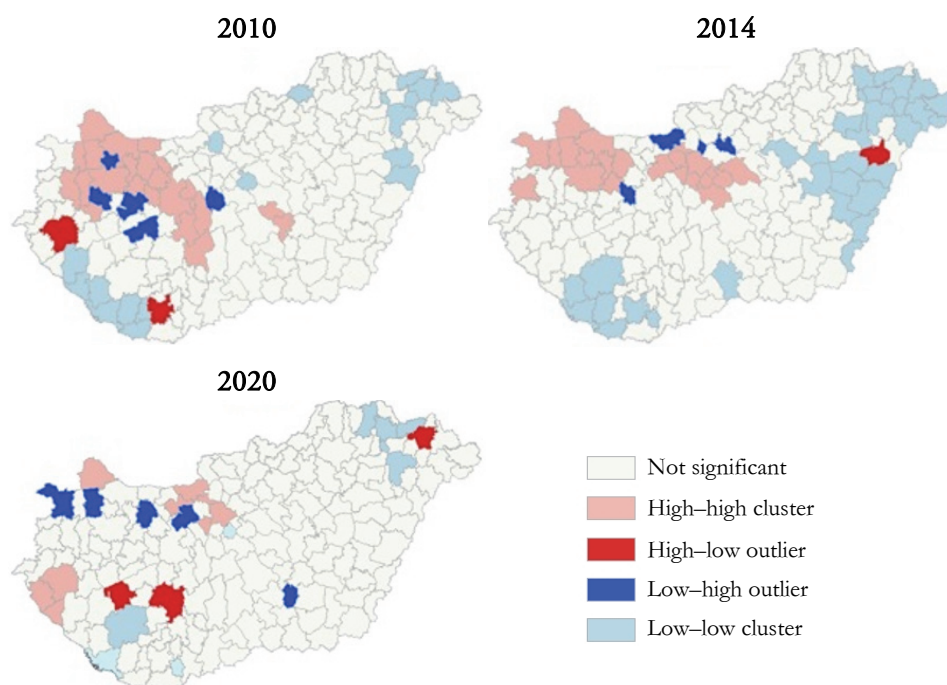 2010
2014
2020
Not significant
High–high cluster
High–low outlier
Low–high outlier
Low–low cluster